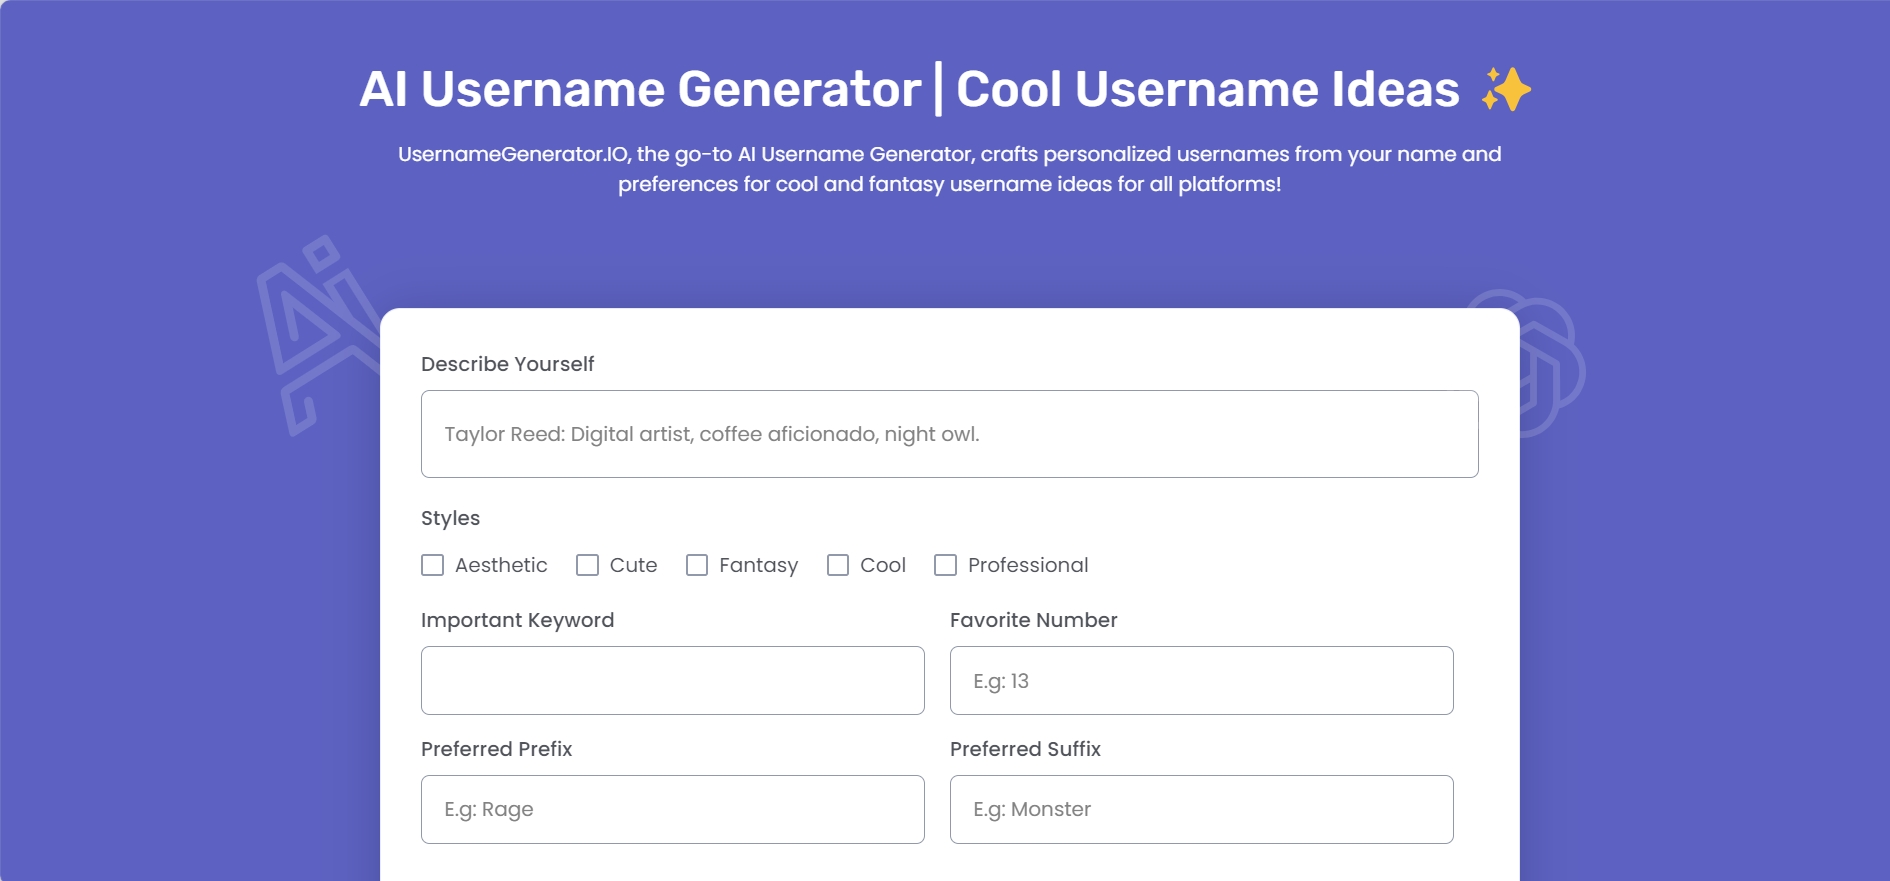 AI Username Generator | Cool Username Ideas ✨
UsernameGenerator.IO, the go-to AI Username Generator, crafts personalized usernames from your name and
preferences for cool and fantasy username ideas for all platforms!
Ai
Describe Yourself
Taylor Reed: Digital artist, coffee aficionado, night owl.
Styles
Aesthetic Cute Fantasy Cool Professional
Important Keyword Favorite Number
E.g: 13
Preferred Prefix Preferred Suffix
E.g: Rage E.g: Monster